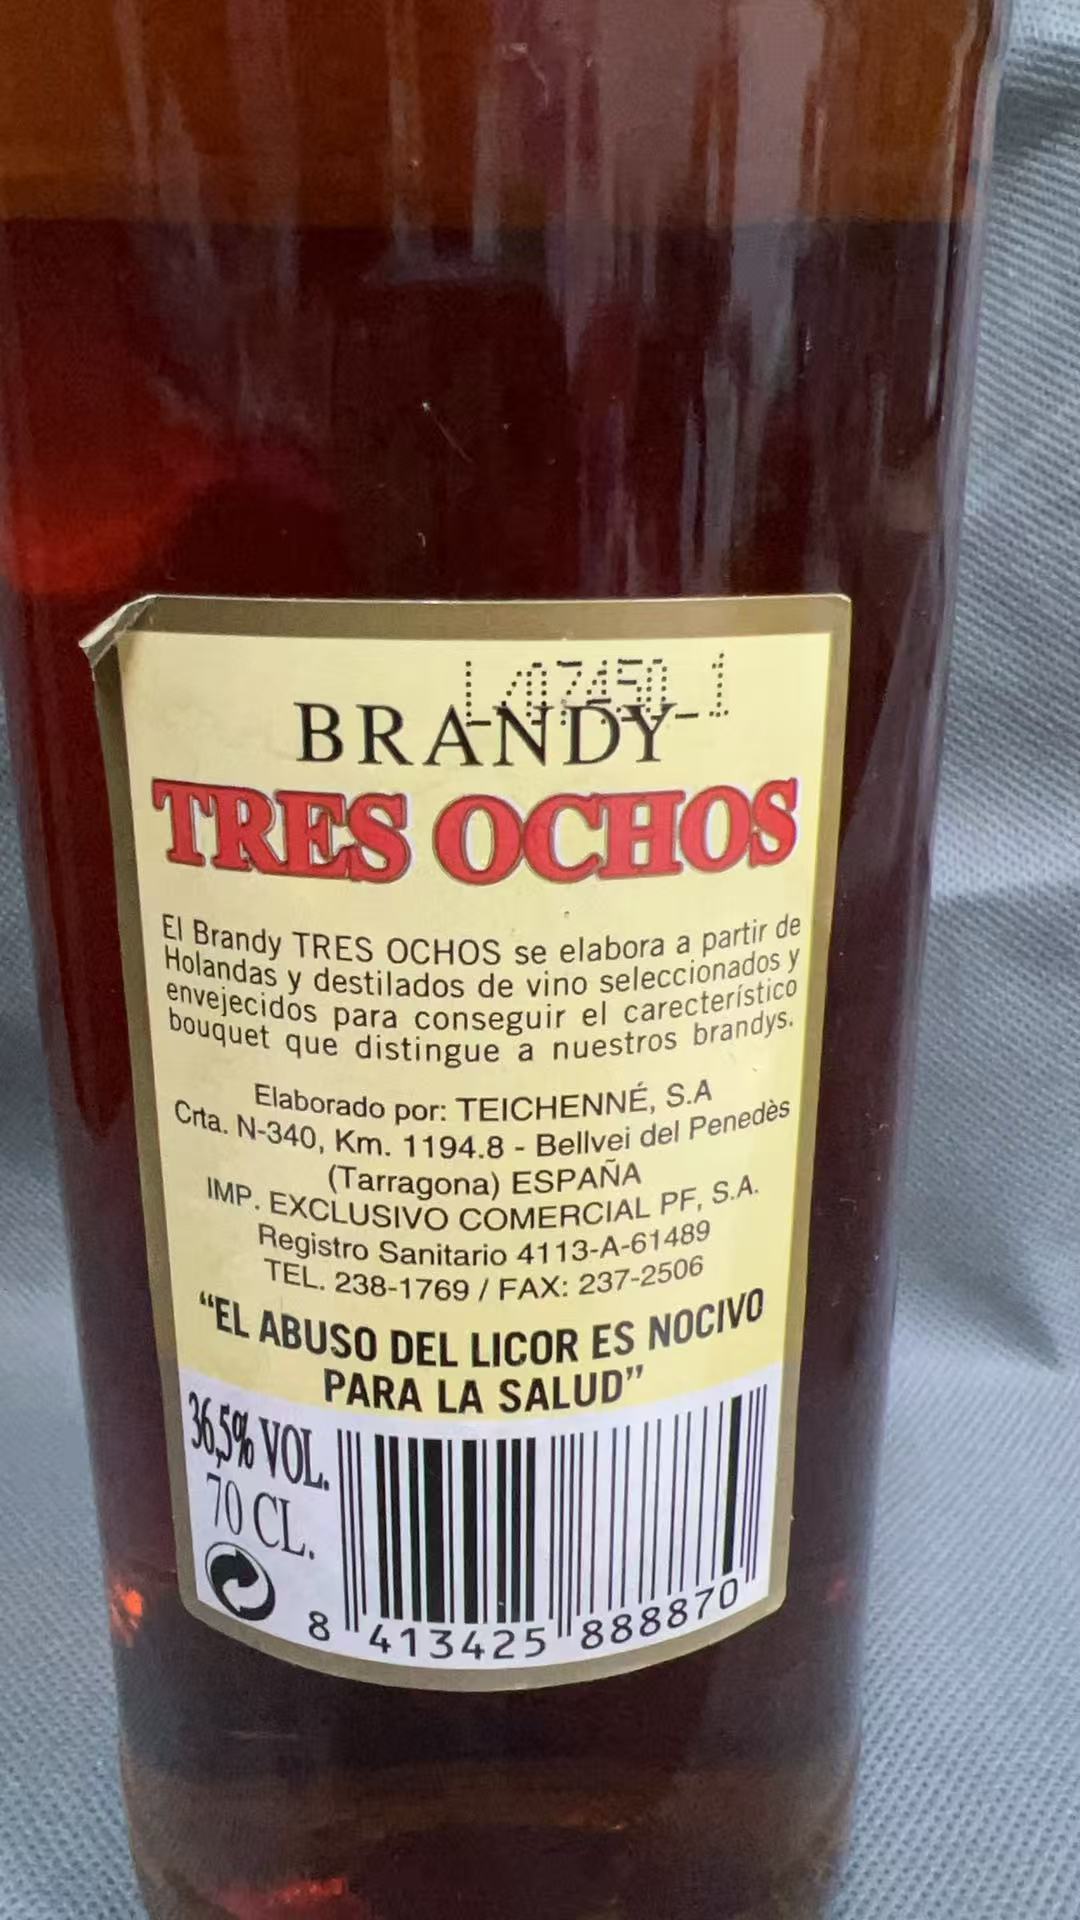 BRANDY
TRES OCHOS
El Brandy TRES OCHOS se elabora a partir de
Holandas y destilados de vino seleccionados y
envejecidos para conseguir el carecterístico
bouquet que distingue a nuestros brandys.
Elaborado por: TEICHENNÉ, S.A
Crta. N-340, Km. 1194.8 - Bellvei del Penedès
(Tarragona) ESPAÑA
IMP. EXCLUSIVO COMERCIAL PF, S.A.
Registro Sanitario 4113-A-61489
TEL. 238-1769 / FAX: 237-2506
“EL ABUSO DEL LICOR ES NOCIVO
PARA LA SALUD”
36,5% VOL.
70 CL.
8 413425 888870